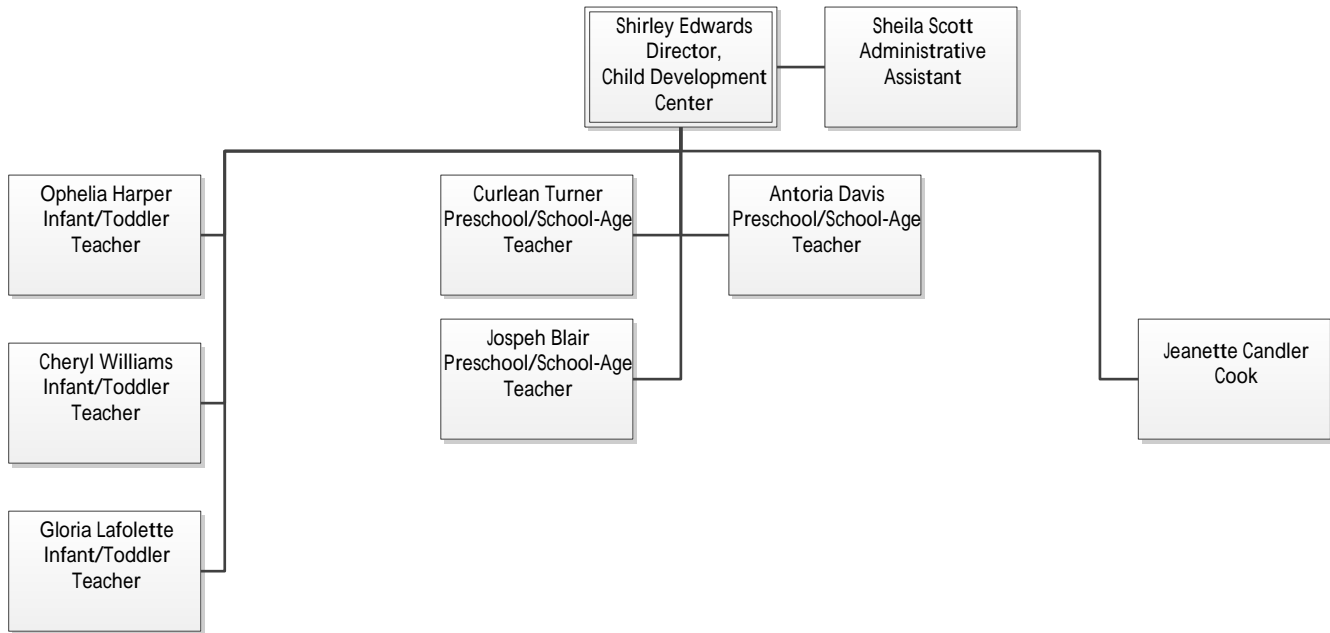 Shirley Edwards
Director,
Child Development
Center
Sheila Scott
Administrative
Assistant
Ophelia Harper
Infant/Toddler
Teacher
Curlean Turner
Preschool/School-Age
Teacher
Antoria Davis
Preschool/School-Age
Teacher
Cheryl Williams
Infant/Toddler
Teacher
Jospeh Blair
Preschool/School-Age
Teacher
Jeanette Candler
Cook
Gloria Lafolette
Infant/Toddler
Teacher